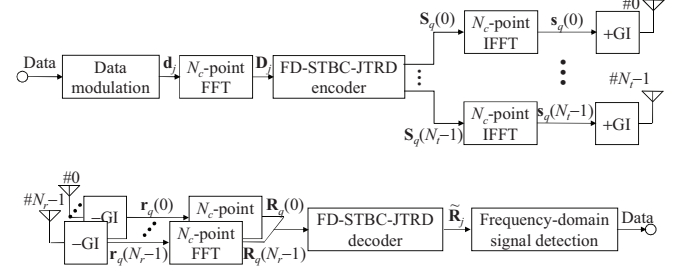 #0
S_q(0)
N_c-point
IFFT
s_q(0)
+GI
Data
Data
modulation
d_j
N_c-point
FFT
D_j
FD-STBC-JTRD
encoder
#N_t−1
S_q(N_t−1)
N_c-point
IFFT
s_q(N_t−1)
+GI
#0
#N_r−1
−GI
r_q(0)
N_c-point
R_q(0)
−GI
r_q(N_r−1)
N_c-point
FFT
R_q(N_r−1)
FD-STBC-JTRD
decoder
R̃_j
Frequency-domain
signal detection
Data